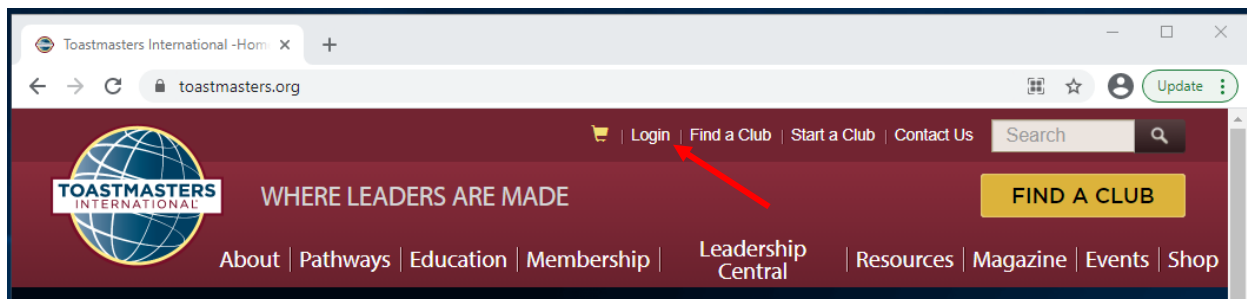 Toastmasters International -Hom
toastmasters.org
Update
Login | Find a Club | Start a Club | Contact Us
Search
TOASTMASTERS
INTERNATIONAL
WHERE LEADERS ARE MADE
FIND A CLUB
About | Pathways | Education | Membership | Leadership Central | Resources | Magazine | Events | Shop